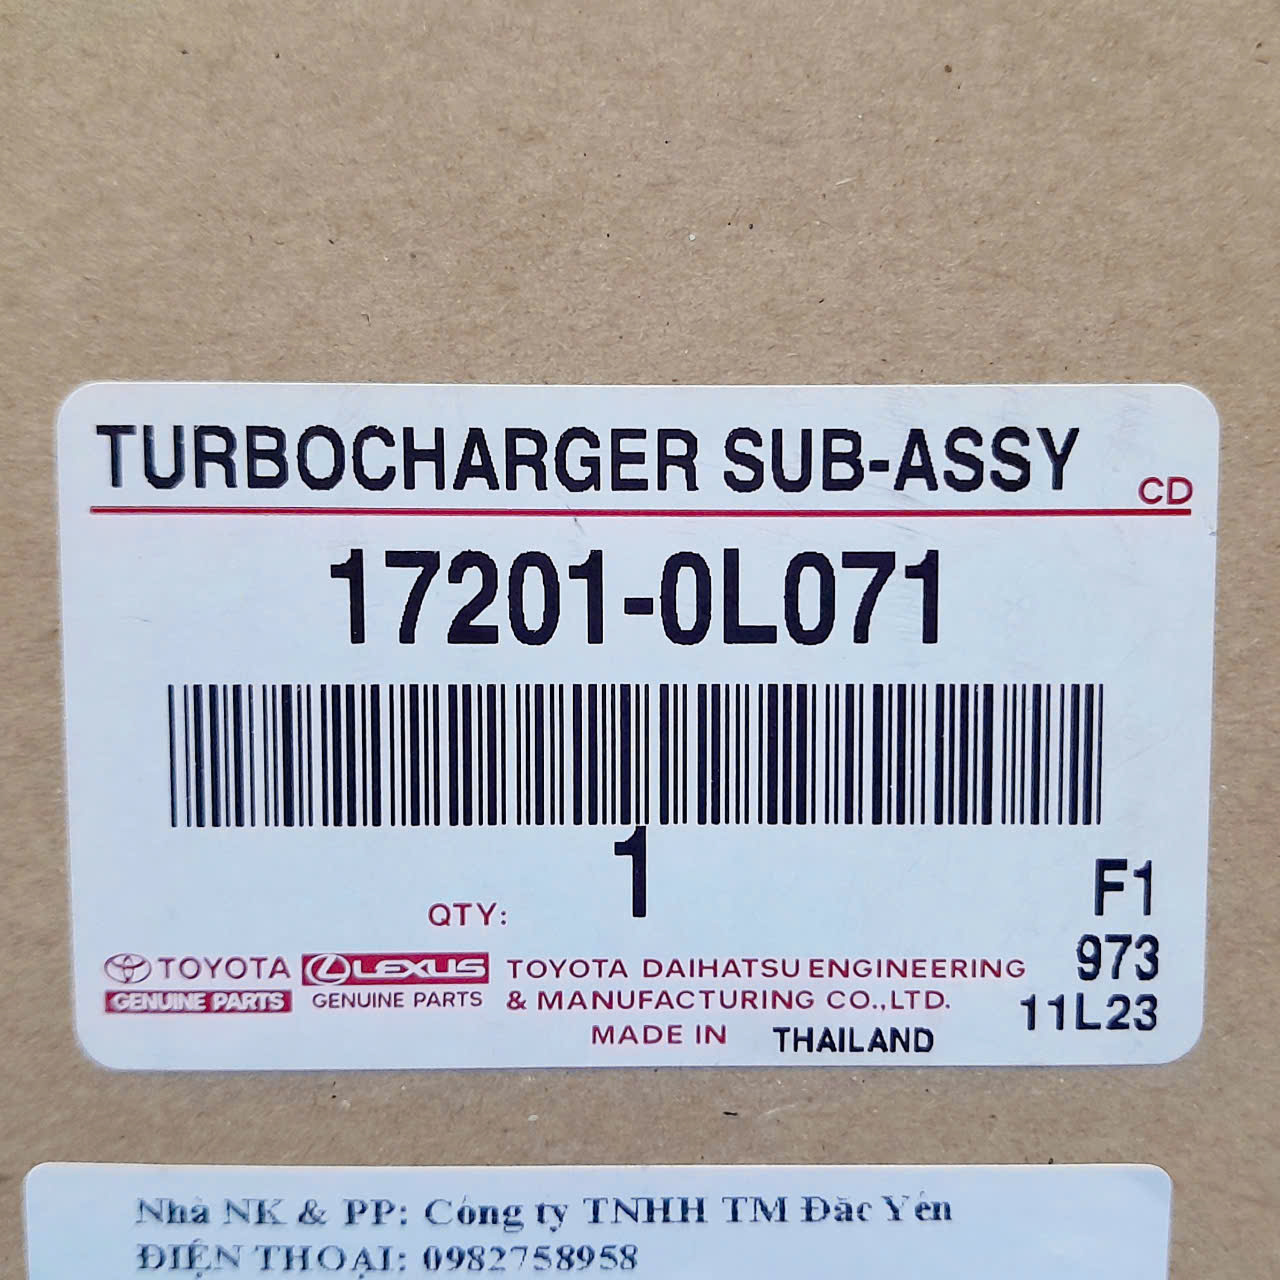 TURBOCHARGER SUB-ASSY
CD
17201-0L071
1
QTY:
F1
973
11L23
TOYOTA
GENUINE PARTS
LEXUS
GENUINE PARTS
TOYOTA DAIHATSU ENGINEERING
& MANUFACTURING CO.,LTD.
MADE IN THAILAND
Nhà NK & PP: Công ty TNHH TM Đắc Yến
ĐIỆN THOẠI: 0982758958